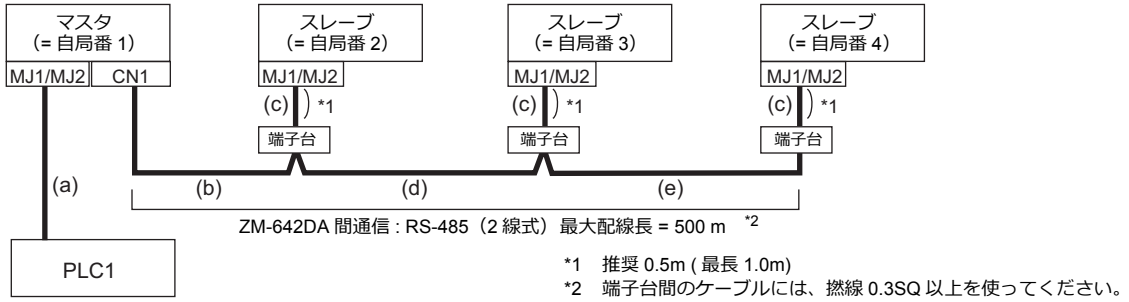 マスタ
(= 自局番 1)
スレーブ
(= 自局番 2)
スレーブ
(= 自局番 3)
スレーブ
(= 自局番 4)
MJ1/MJ2
CN1
MJ1/MJ2
MJ1/MJ2
MJ1/MJ2
(c)
*1
(c)
*1
(c)
*1
端子台
端子台
端子台
(a)
(b)
(d)
(e)
ZM-642DA 間通信 : RS-485（2 線式）最大配線長 = 500 m *2
PLC1
*1 推奨 0.5m ( 最長 1.0m)
*2 端子台間のケーブルには、撚線 0.3SQ 以上を使ってください。